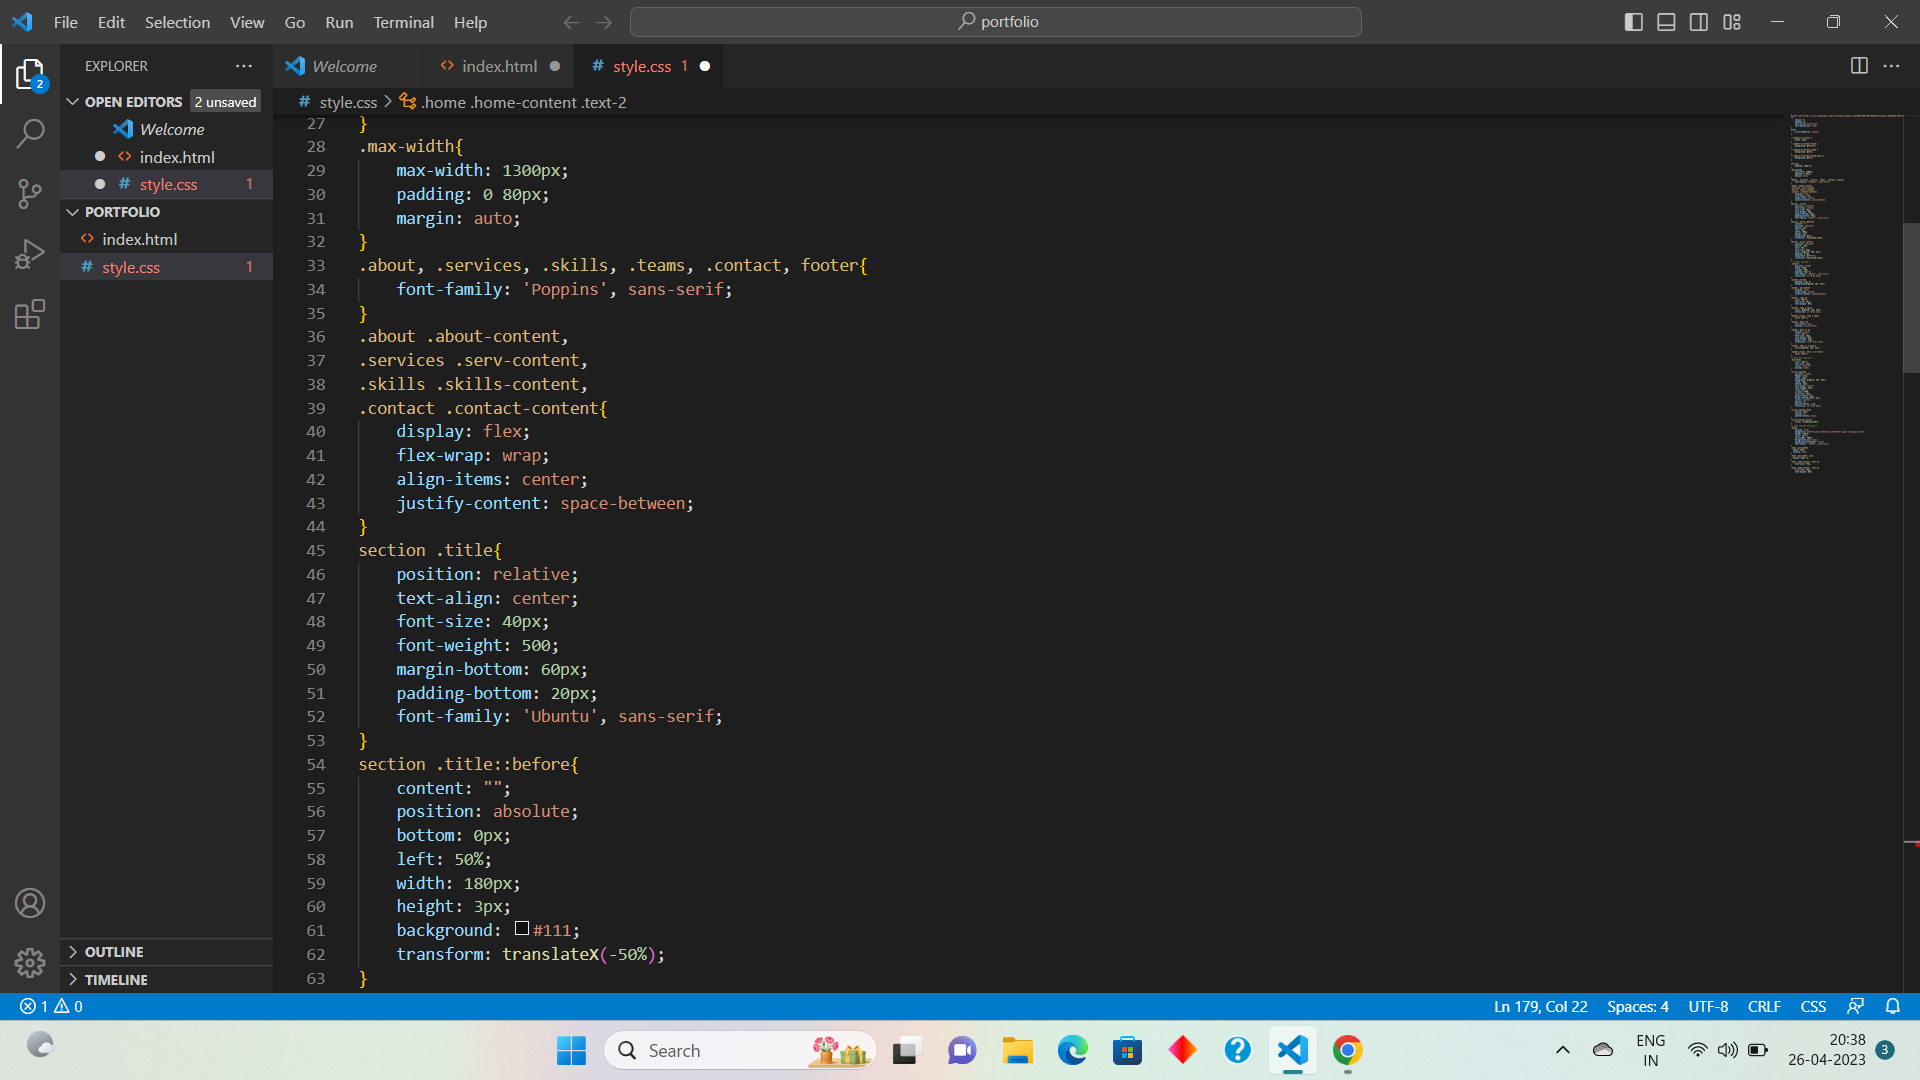 File Edit Selection View Go Run Terminal Help
portfolio
EXPLORER
Welcome
index.html
style.css 1
OPEN EDITORS 2 unsaved
style.css > .home .home-content .text-2
Welcome
index.html
style.css 1
PORTFOLIO
index.html
style.css 1
27 }
28 .max-width{
29 max-width: 1300px;
30 padding: 0 80px;
31 margin: auto;
32 }
33 .about, .services, .skills, .teams, .contact, footer{
34 font-family: 'Poppins', sans-serif;
35 }
36 .about .about-content,
37 .services .serv-content,
38 .skills .skills-content,
39 .contact .contact-content{
40 display: flex;
41 flex-wrap: wrap;
42 align-items: center;
43 justify-content: space-between;
44 }
45 section .title{
46 position: relative;
47 text-align: center;
48 font-size: 40px;
49 font-weight: 500;
50 margin-bottom: 60px;
51 padding-bottom: 20px;
52 font-family: 'Ubuntu', sans-serif;
53 }
54 section .title::before{
55 content: "";
56 position: absolute;
57 bottom: 0px;
58 left: 50%;
59 width: 180px;
60 height: 3px;
61 background: #111;
62 transform: translateX(-50%);
63 }
2
OUTLINE
TIMELINE
1 0
Ln 179, Col 22 Spaces: 4 UTF-8 CRLF CSS
Search
ENG
IN
20:38
26-04-2023
3